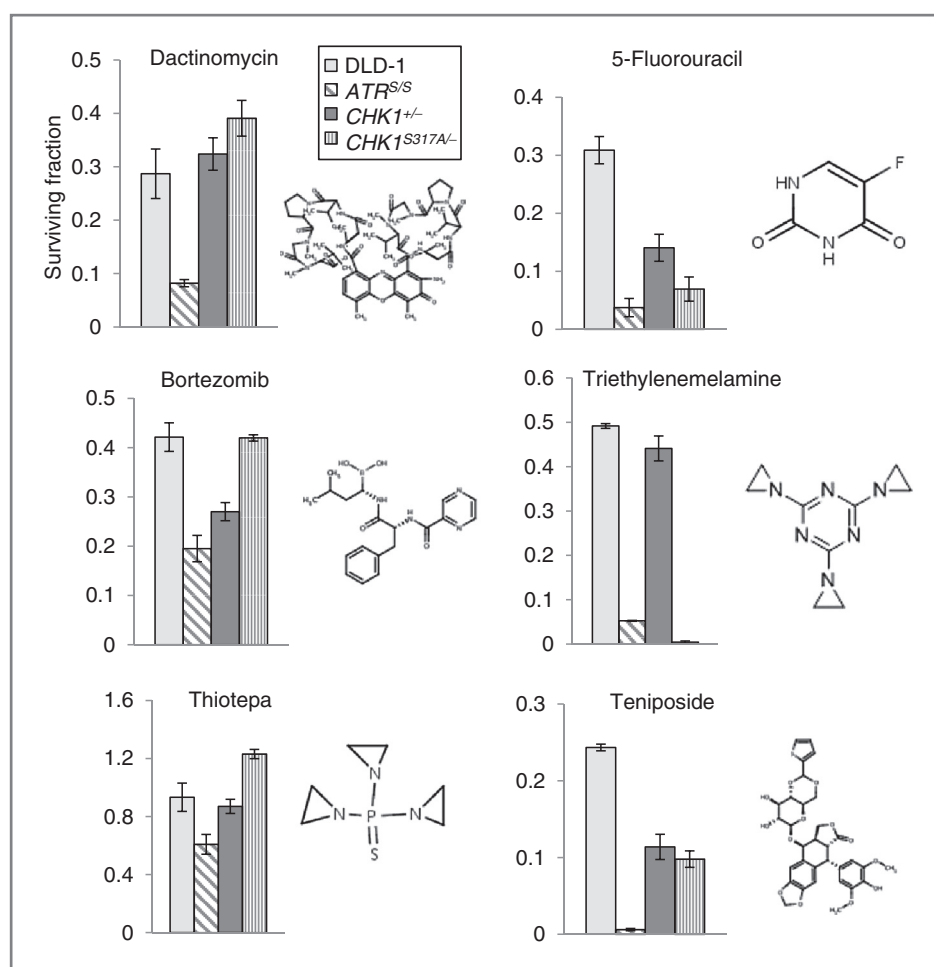 Dactinomycin
DLD-1
ATR^S/S
CHK1^+/−
CHK1^S317A/−
Surviving fraction
0.5
0.4
0.3
0.2
0.1
0
5-Fluorouracil
0.4
0.3
0.2
0.1
0
HN
F
O
N
H
O
Bortezomib
0.5
0.4
0.3
0.2
0.1
0
Triethylenemelamine
0.6
0.5
0.4
0.3
0.2
0.1
0
N
N
N
N
N
N
Thiotepa
1.6
1.2
0.8
0.4
0
N
N
P
N
S
Teniposide
0.3
0.2
0.1
0